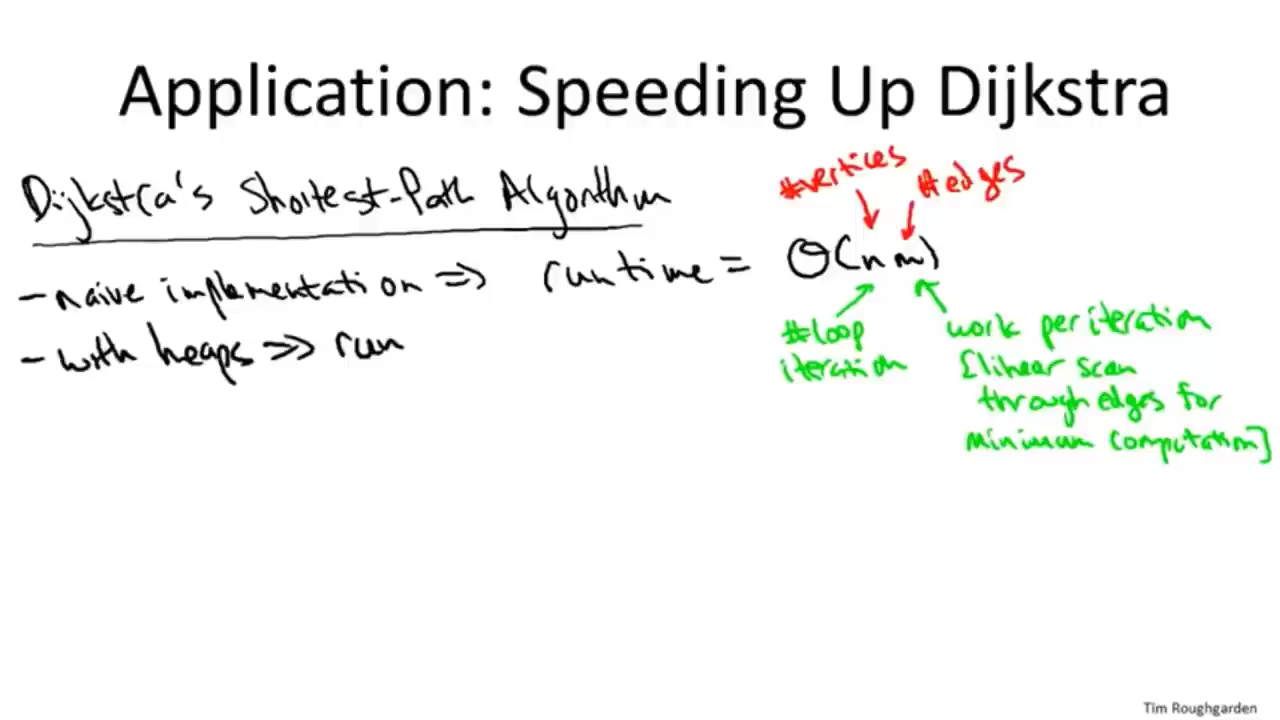 Application: Speeding Up Dijkstra
Dijkstra's Shortest-Path Algorithm
#vertices
#edges
- naive implementation => runtime = Θ(nm)
- with heaps => run
#loop
iteration
work per iteration
[linear scan
through edges for
minimum computation]
Tim Roughgarden